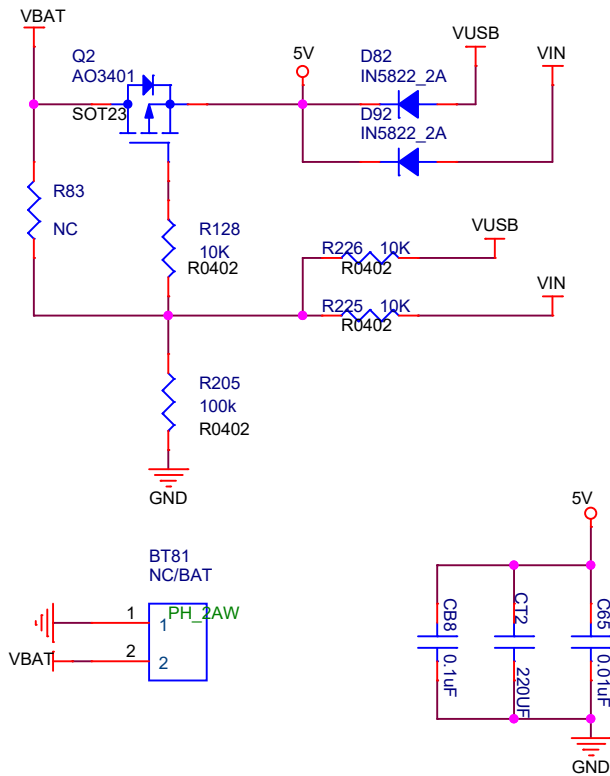 VBAT
Q2
AO3401
SOT23
5V
D82
IN5822_2A
VUSB
VIN
D92
IN5822_2A
R83
NC
R128
10K
R0402
VUSB
R226 10K
R0402
VIN
R225 10K
R0402
R205
100k
R0402
GND
BT81
NC/BAT
1
1
PH_2AW
VBAT
2
2
5V
CB8
0.1uF
CT2
220UF
C65
0.01uF
GND